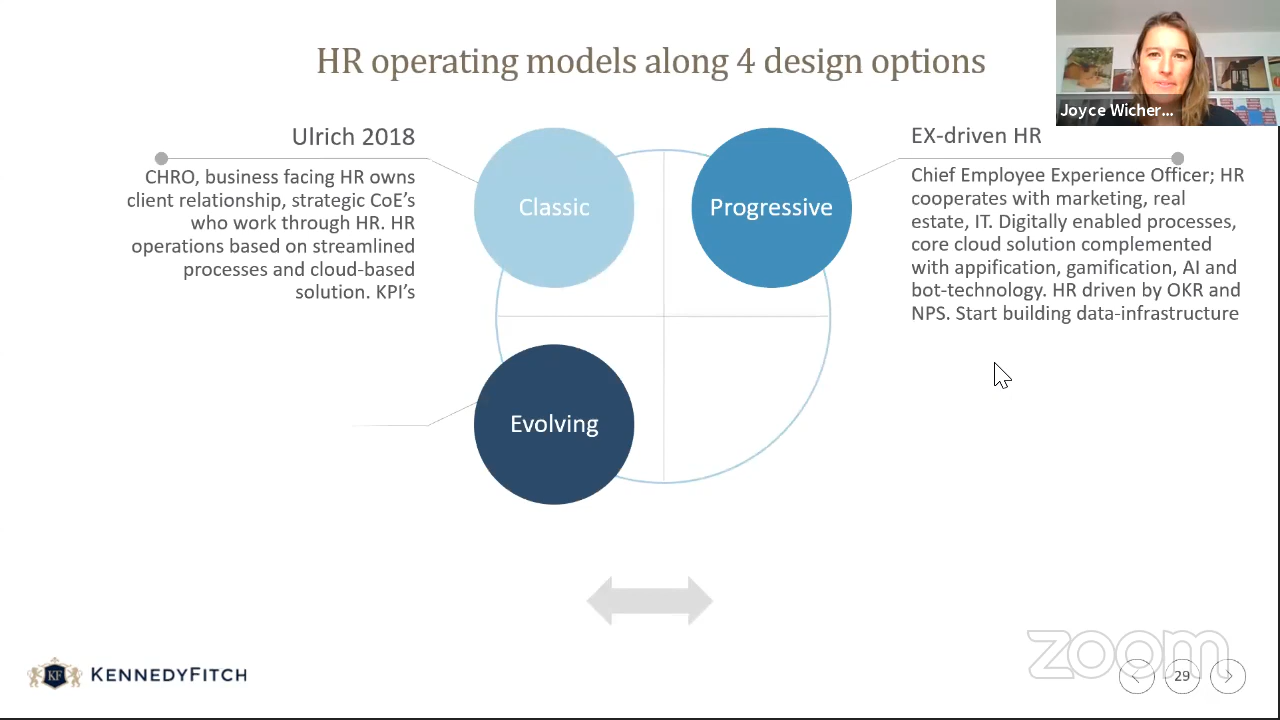 HR operating models along 4 design options
Joyce Wicher...
Ulrich 2018
CHRO, business facing HR owns
client relationship, strategic CoE's
who work through HR. HR
operations based on streamlined
processes and cloud-based
solution. KPI's
Classic
Progressive
EX-driven HR
Chief Employee Experience Officer; HR
cooperates with marketing, real
estate, IT. Digitally enabled processes,
core cloud solution complemented
with appification, gamification, AI and
bot-technology. HR driven by OKR and
NPS. Start building data-infrastructure
Evolving
KF KENNEDYFITCH
zoom
29